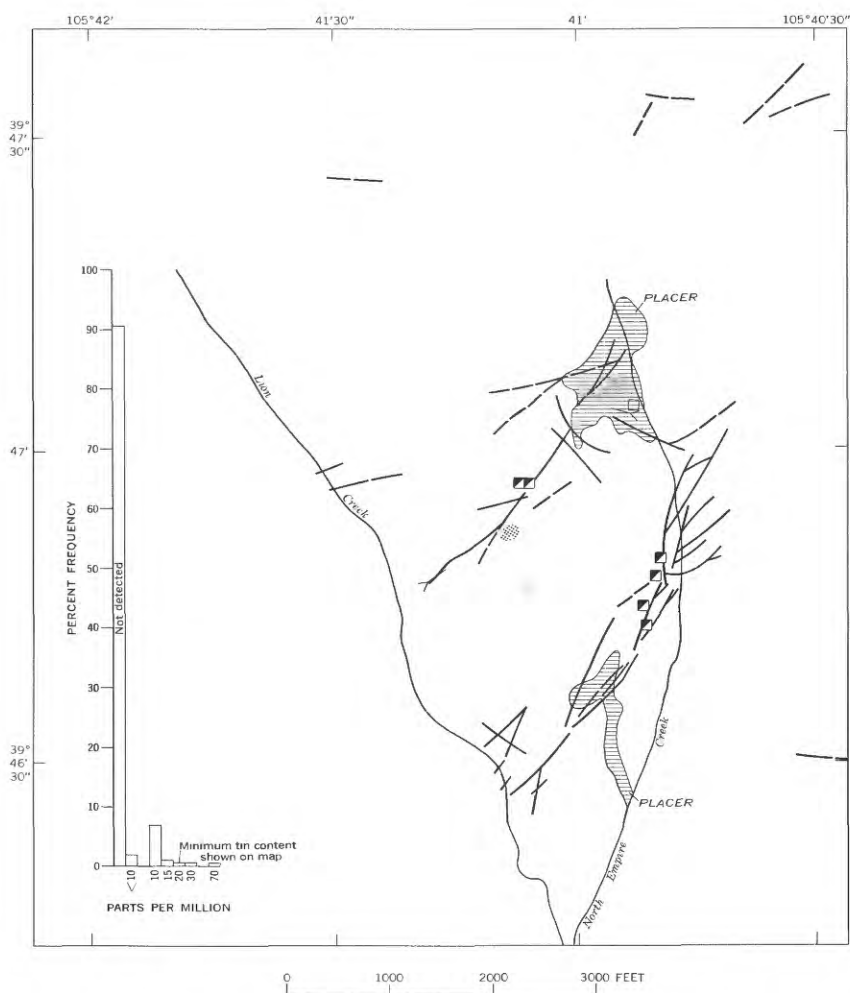 105°42' 41'30" 41' 105°40'30"
39°
47'
30"
PLACER
Lion
Creek
47'
100
90
80
70
60
50
40
30
20
10
0
PERCENT FREQUENCY
Not detected
Minimum tin content
shown on map
<10 10 15 20 30 70
PARTS PER MILLION
39°
46'
30"
PLACER
Creek
Empire
North
0 1000 2000 3000 FEET